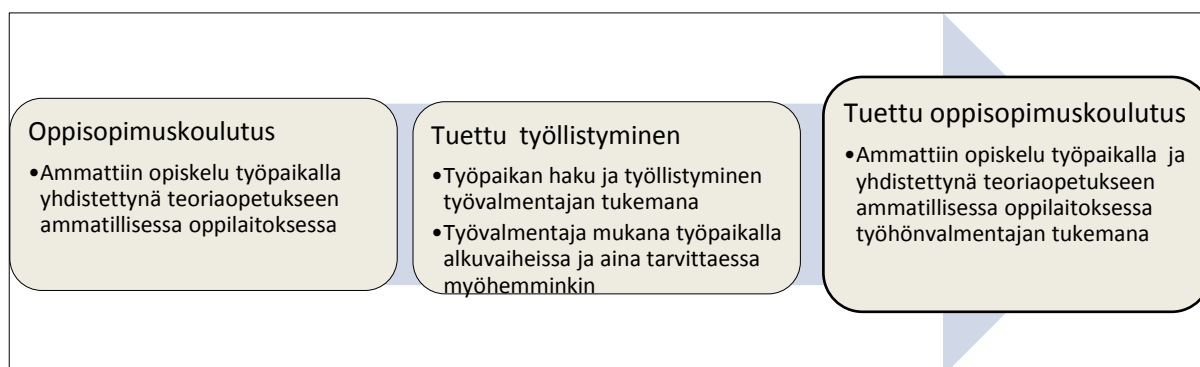 Oppisopimuskoulutus
•Ammattiin opiskelu työpaikalla
yhdistettynä teoriaopetukseen
ammatillisessa oppilaitoksessa
Tuettu työllistyminen
•Työpaikan haku ja työllistyminen
työvalmentajan tukemana
•Työvalmentaja mukana työpaikalla
alkuvaiheissa ja aina tarvittaessa
myöhemminkin
Tuettu oppisopimuskoulutus
•Ammattiin opiskelu työpaikalla ja
yhdistettynä teoriaopetukseen
ammatillisessa oppilaitoksessa
työhönvalmentajan tukemana